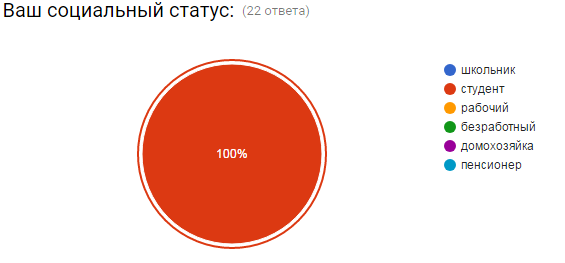 Ваш социальный статус: (22 ответа)
100%
школьник
студент
рабочий
безработный
домохозяйка
пенсионер